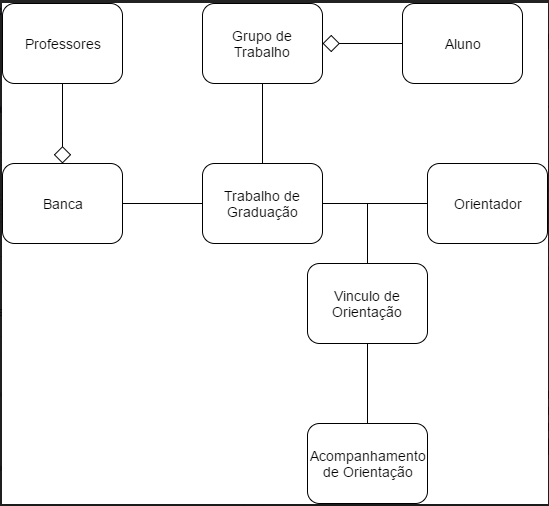 Professores
Grupo de
Trabalho
Aluno
Banca
Trabalho de
Graduação
Orientador
Vinculo de
Orientação
Acompanhamento
de Orientação